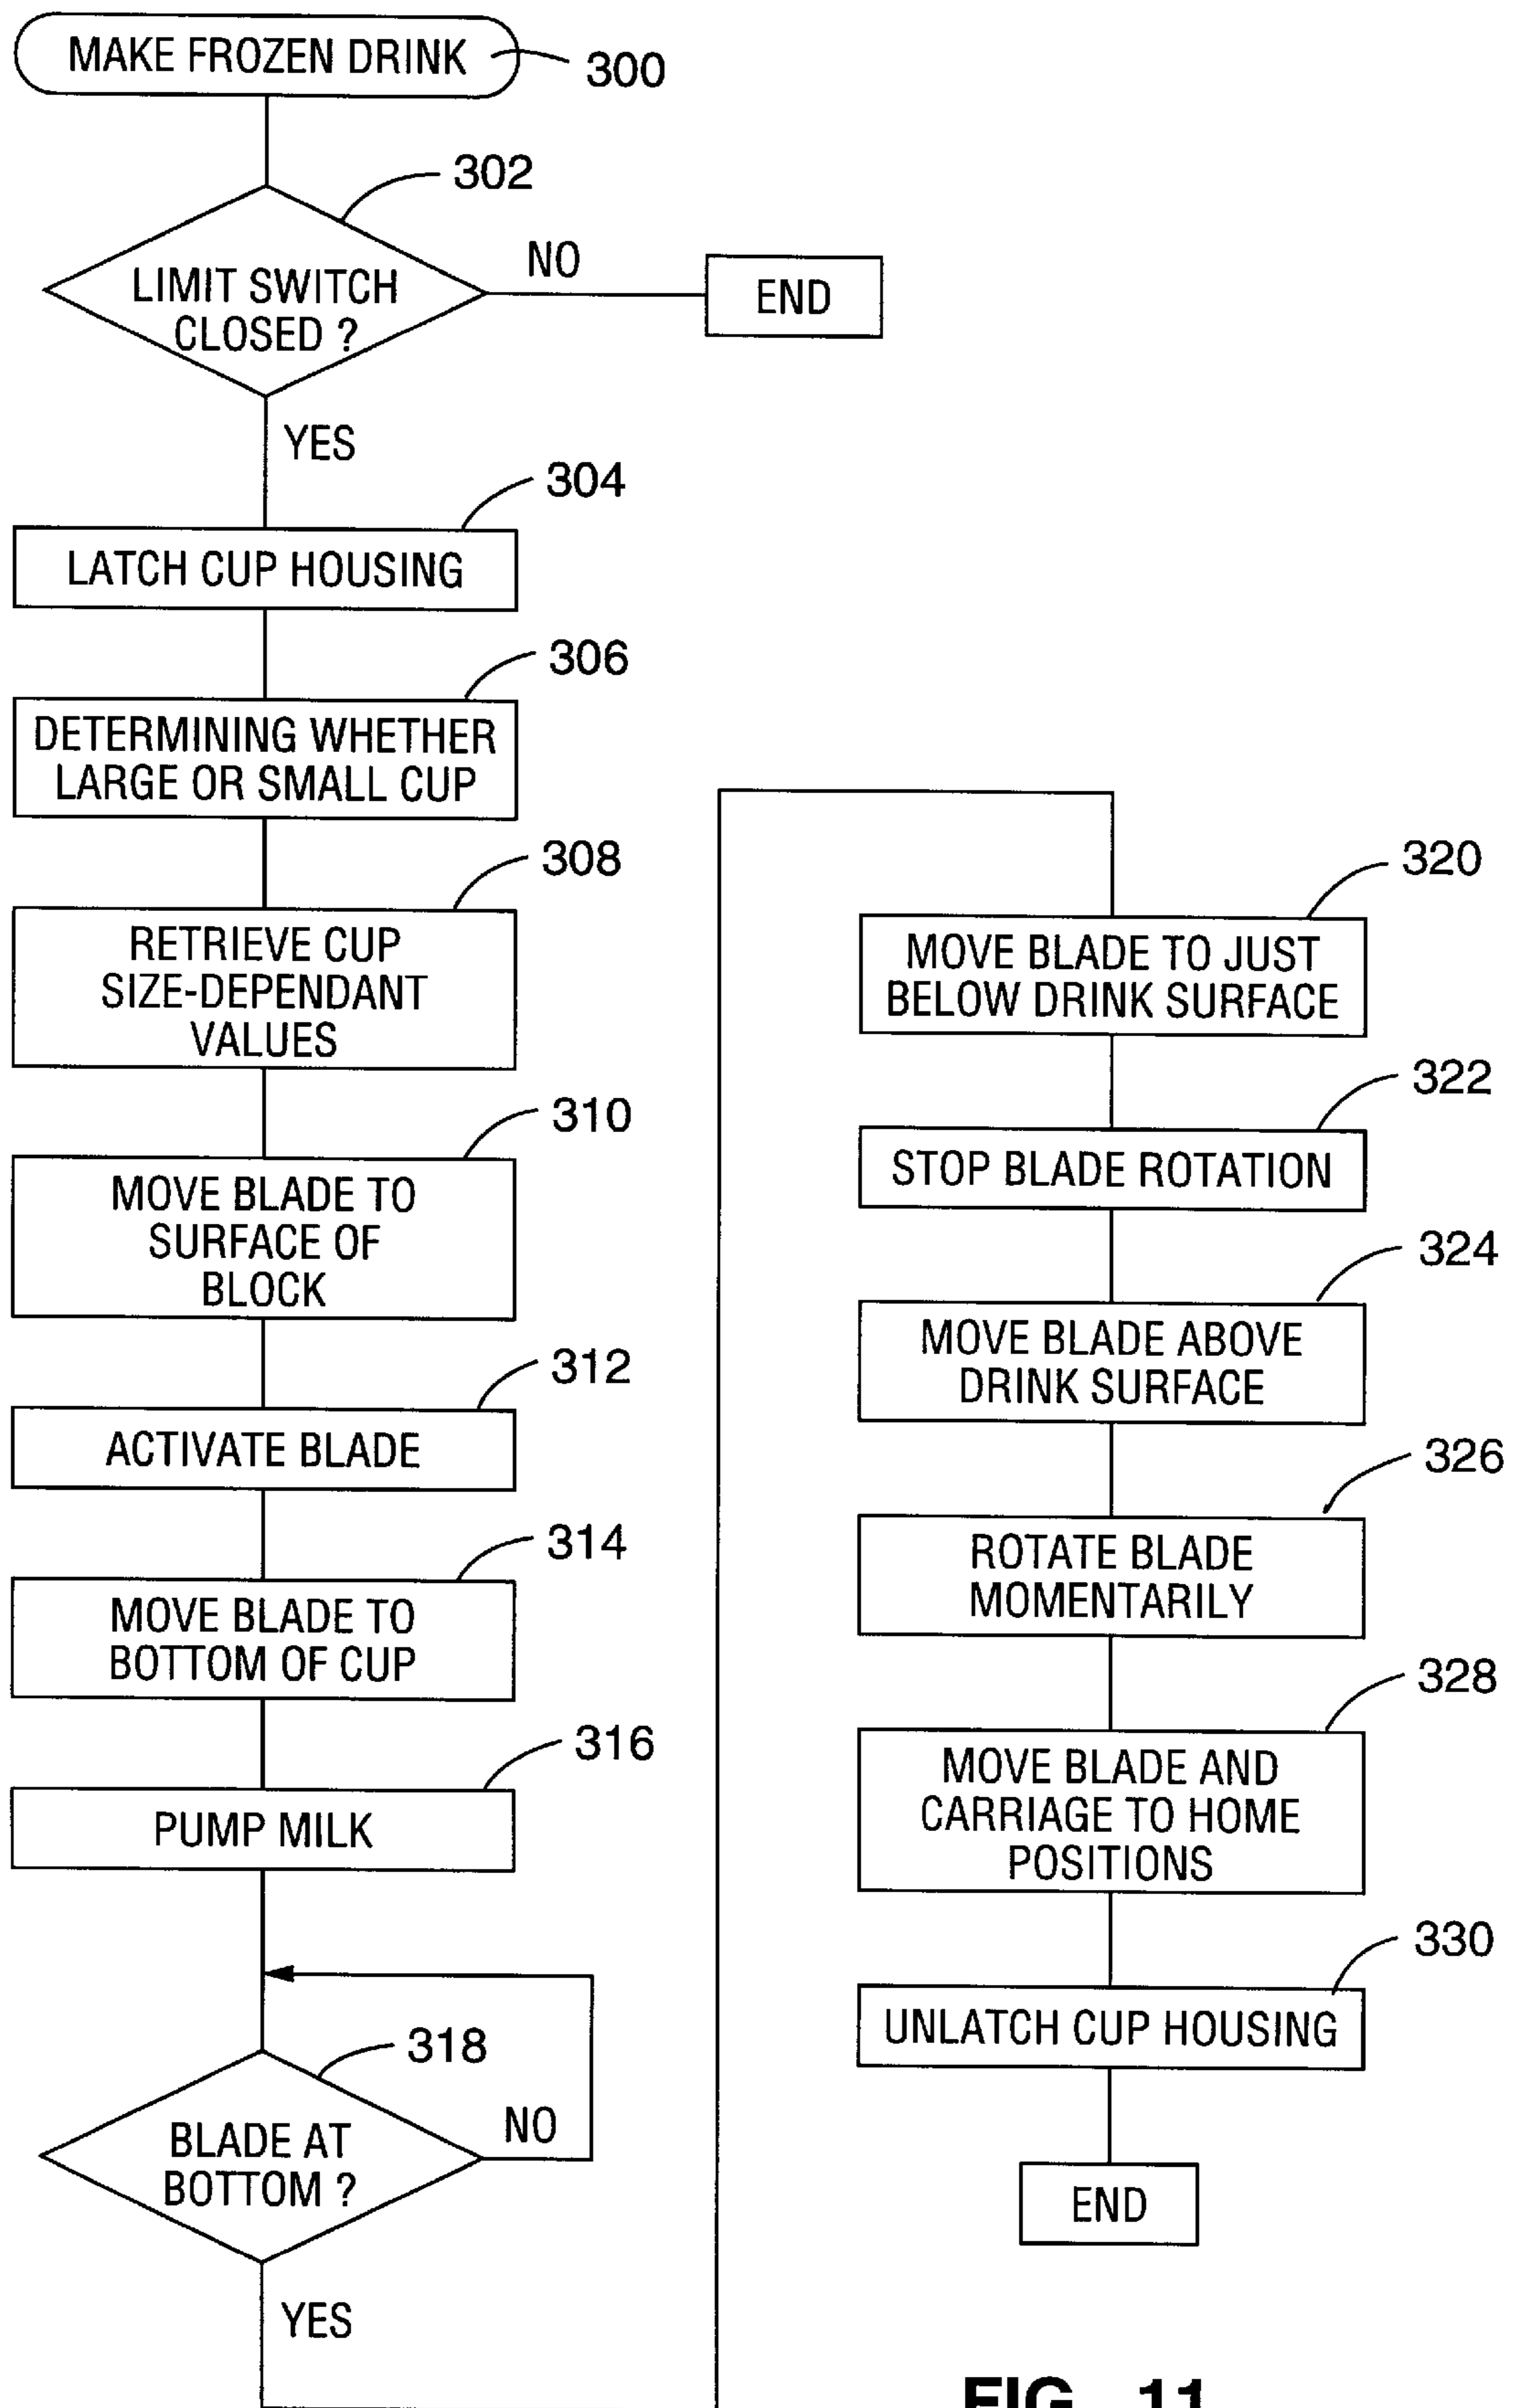 MAKE FROZEN DRINK
300
302
LIMIT SWITCH
CLOSED ?
NO
END
YES
304
LATCH CUP HOUSING
306
DETERMINING WHETHER
LARGE OR SMALL CUP
308
RETRIEVE CUP
SIZE-DEPENDANT
VALUES
310
MOVE BLADE TO
SURFACE OF
BLOCK
312
ACTIVATE BLADE
314
MOVE BLADE TO
BOTTOM OF CUP
316
PUMP MILK
318
BLADE AT
BOTTOM ?
NO
YES
320
MOVE BLADE TO JUST
BELOW DRINK SURFACE
322
STOP BLADE ROTATION
324
MOVE BLADE ABOVE
DRINK SURFACE
326
ROTATE BLADE
MOMENTARILY
328
MOVE BLADE AND
CARRIAGE TO HOME
POSITIONS
330
UNLATCH CUP HOUSING
END
FIG. 11